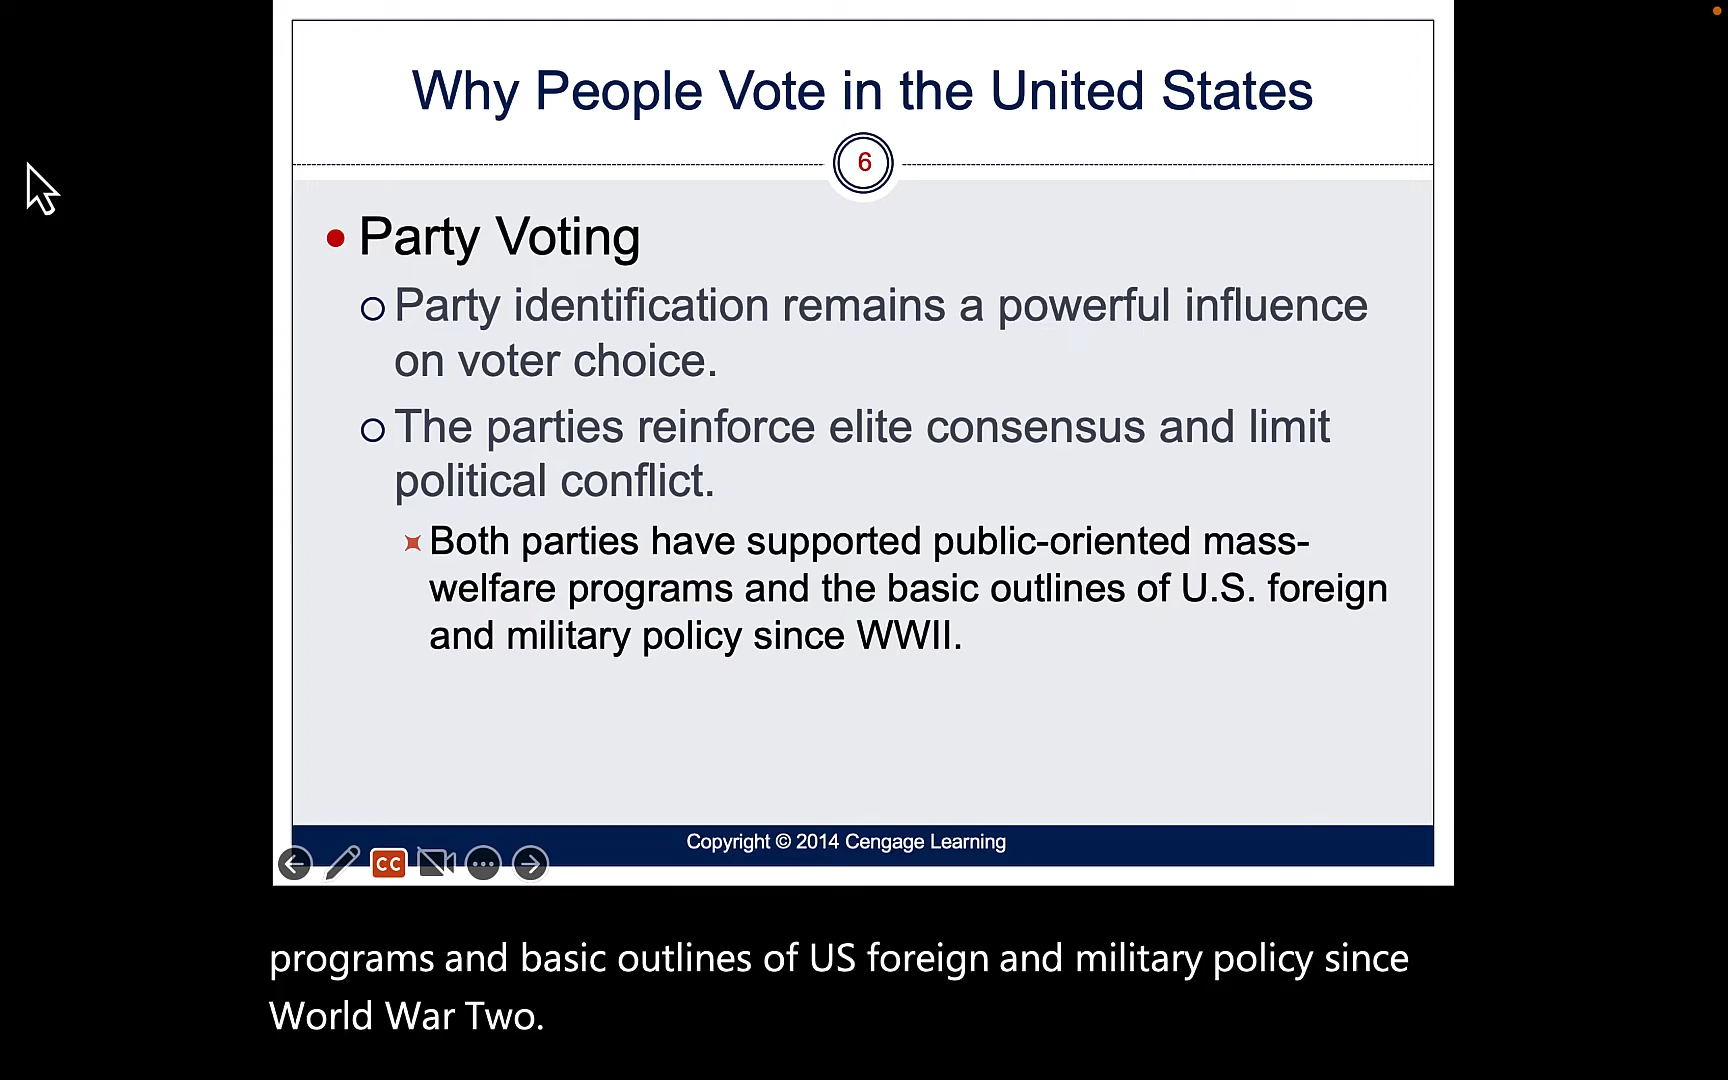 Why People Vote in the United States
6
Party Voting
Party identification remains a powerful influence
on voter choice.
The parties reinforce elite consensus and limit
political conflict.
Both parties have supported public-oriented mass-
welfare programs and the basic outlines of U.S. foreign
and military policy since WWII.
Copyright © 2014 Cengage Learning
CC
programs and basic outlines of US foreign and military policy since
World War Two.